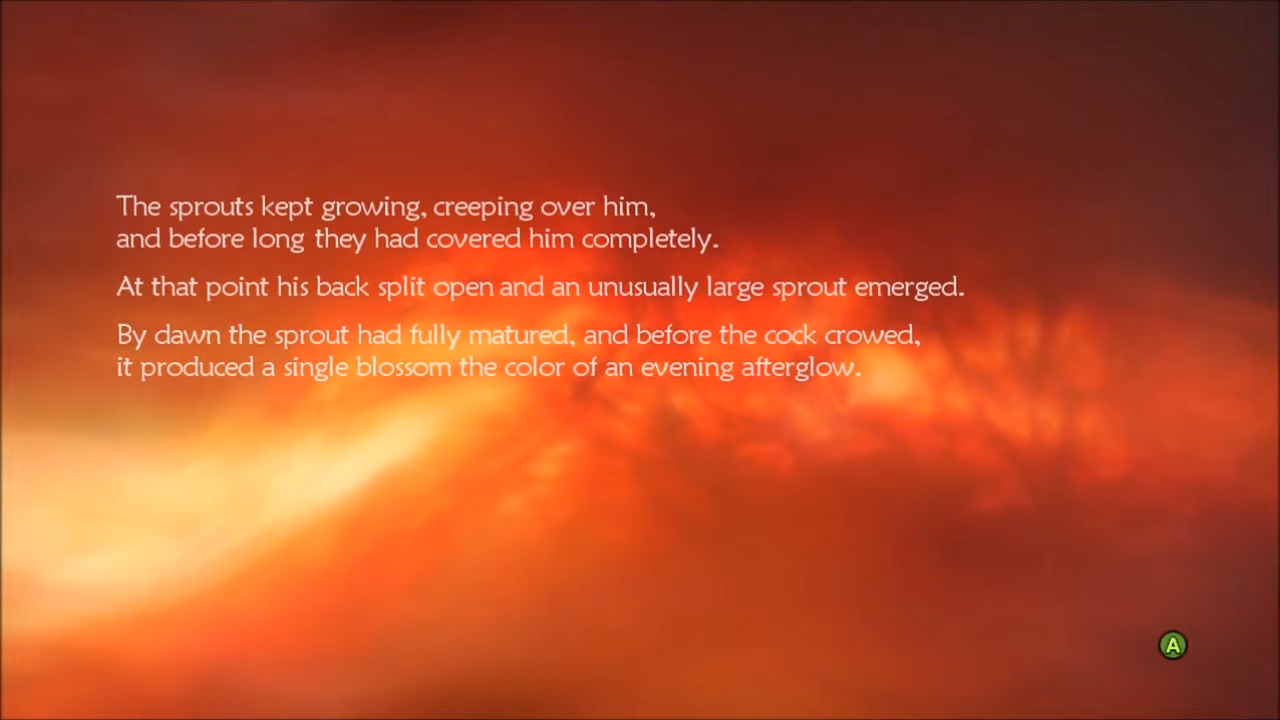 The sprouts kept growing, creeping over him,
and before long they had covered him completely.
At that point his back split open and an unusually large sprout emerged.
By dawn the sprout had fully matured, and before the cock crowed,
it produced a single blossom the color of an evening afterglow.
A